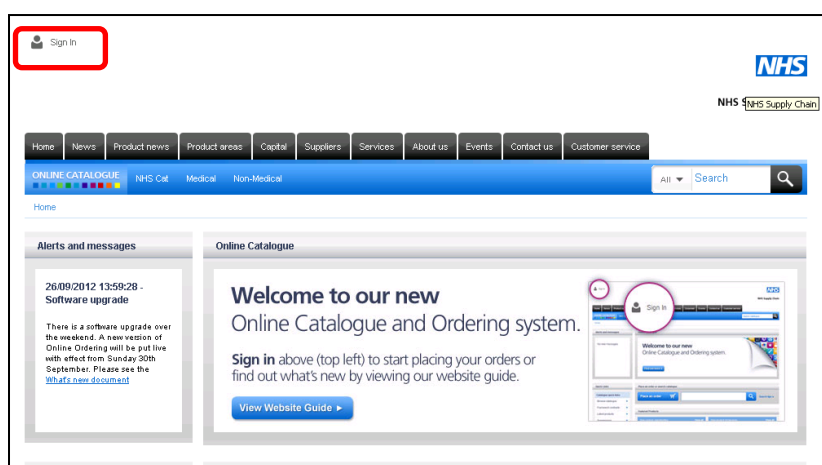 Sign In
NHS
NHS S
NHS Supply Chain
Home News Product news Product areas Capital Suppliers Services About us Events Contact us Customer service
ONLINE CATALOGUE NHS Cat Medical Non-Medical All Search
Home
Alerts and messages
Online Catalogue
26/09/2012 13:59:28 -
Software upgrade
There is a software upgrade over
the weekend. A new version of
Online Ordering will be put live
with effect from Sunday 30th
September. Please see the
What's new document
Welcome to our new
Online Catalogue and Ordering system.
Sign in above (top left) to start placing your orders or
find out what's new by viewing our website guide.
View Website Guide
Sign In
NHS
Welcome to our new
Online Catalogue and Ordering system